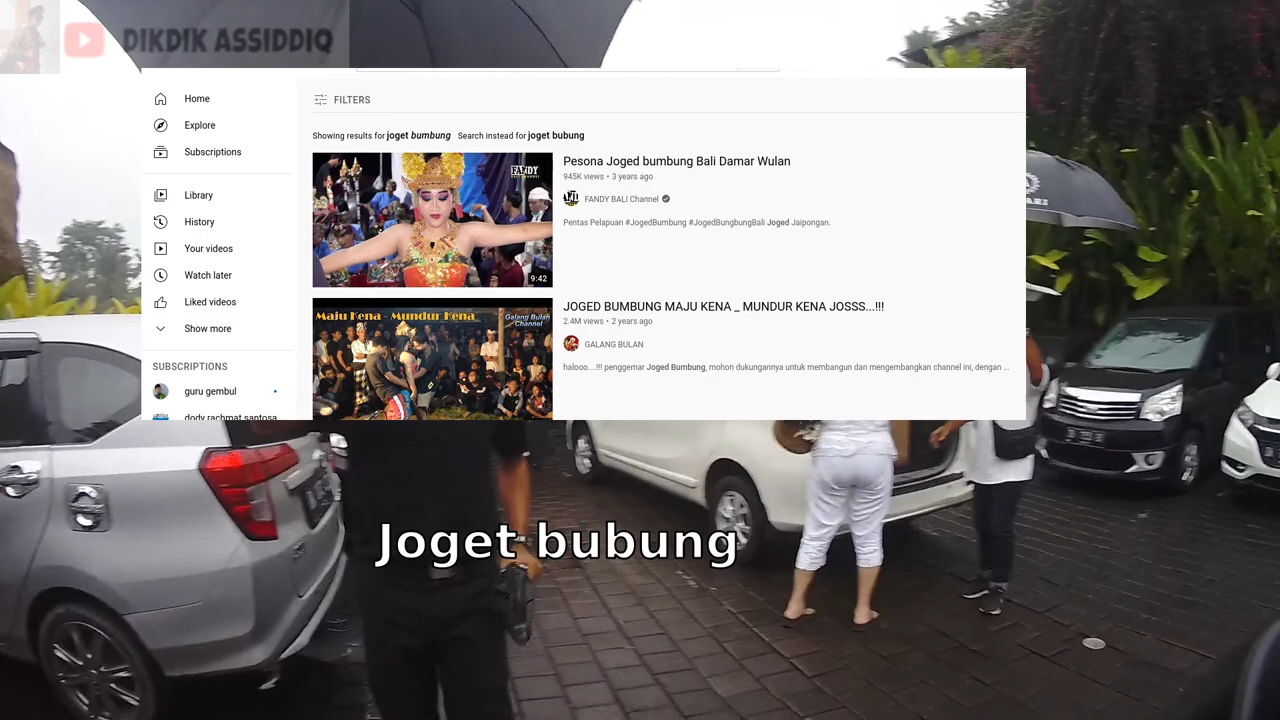 DIKDIK ASSIDDIQ
Home
Explore
Subscriptions
Library
History
Your videos
Watch later
Liked videos
Show more
SUBSCRIPTIONS
guru gembul
dody rachmat santosa
FILTERS
Showing results for joget bumbung Search instead for joget bubung
FANDY
9:42
Pesona Joged bumbung Bali Damar Wulan
945K views • 3 years ago
FANDY BALI Channel
Pentas Pelapuan #JogedBumbung #JogedBungbungBali Joged Jaipongan.
Maju Kena - Mundur Kena
Galang Bulan
Channel
JOGED BUMBUNG MAJU KENA _ MUNDUR KENA JOSSS...!!!
2.4M views • 2 years ago
GALANG BULAN
halooo....!!! penggemar Joged Bumbung, mohon dukungannya untuk membangun dan mengembangkan channel ini, dengan ...
Joget bubung